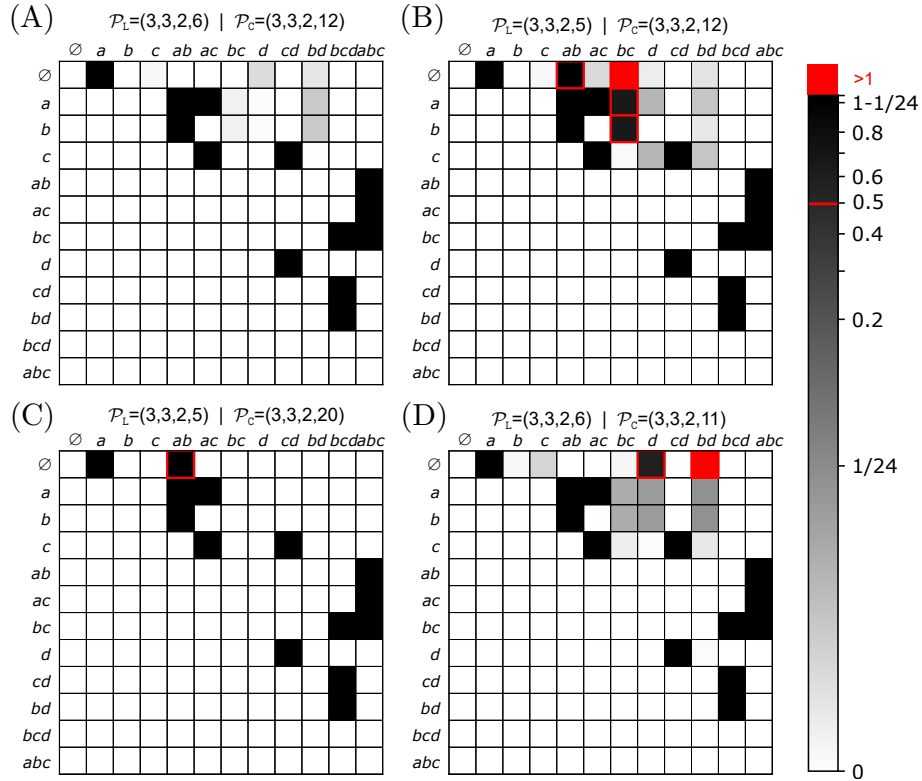 (A) 𝒫L=(3,3,2,6) | 𝒫C=(3,3,2,12)
∅ a b c ab ac bc d cd bd bcd abc
∅
a
b
c
ab
ac
bc
d
cd
bd
bcd
abc
(B) 𝒫L=(3,3,2,5) | 𝒫C=(3,3,2,12)
∅ a b c ab ac bc d cd bd bcd abc
∅
a
b
c
ab
ac
bc
d
cd
bd
bcd
abc
(C) 𝒫L=(3,3,2,5) | 𝒫C=(3,3,2,20)
∅ a b c ab ac bc d cd bd bcd abc
∅
a
b
c
ab
ac
bc
d
cd
bd
bcd
abc
(D) 𝒫L=(3,3,2,6) | 𝒫C=(3,3,2,11)
∅ a b c ab ac bc d cd bd bcd abc
∅
a
b
c
ab
ac
bc
d
cd
bd
bcd
abc
>1
1-1/24
0.8
0.6
0.5
0.4
0.2
1/24
0